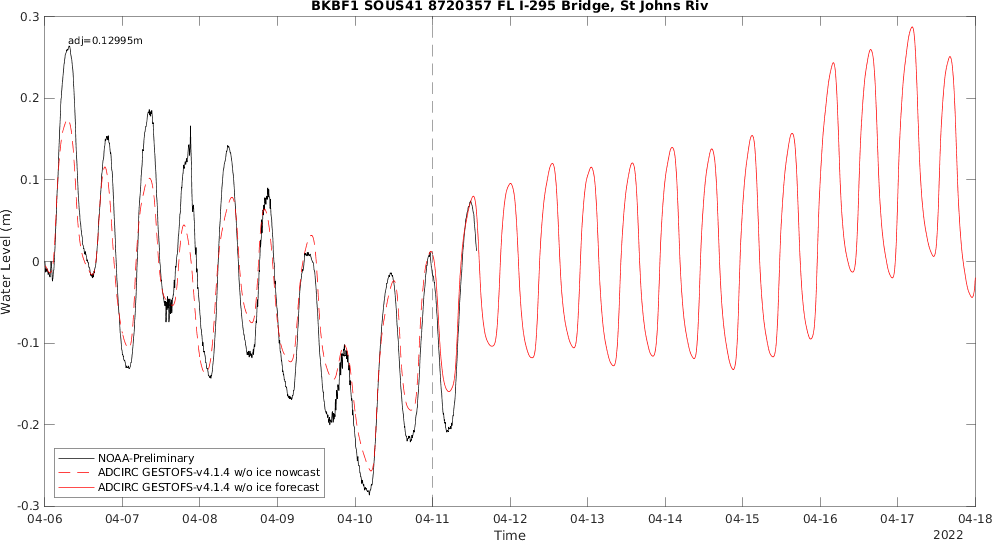 BKBF1 SOUS41 8720357 FL I-295 Bridge, St Johns Riv
adj=0.12995m
0.3
0.2
0.1
0
-0.1
-0.2
-0.3
Water Level (m)
NOAA-Preliminary
ADCIRC GESTOFS-v4.1.4 w/o ice nowcast
ADCIRC GESTOFS-v4.1.4 w/o ice forecast
04-06 04-07 04-08 04-09 04-10 04-11 04-12 04-13 04-14 04-15 04-16 04-17 04-18
Time
2022